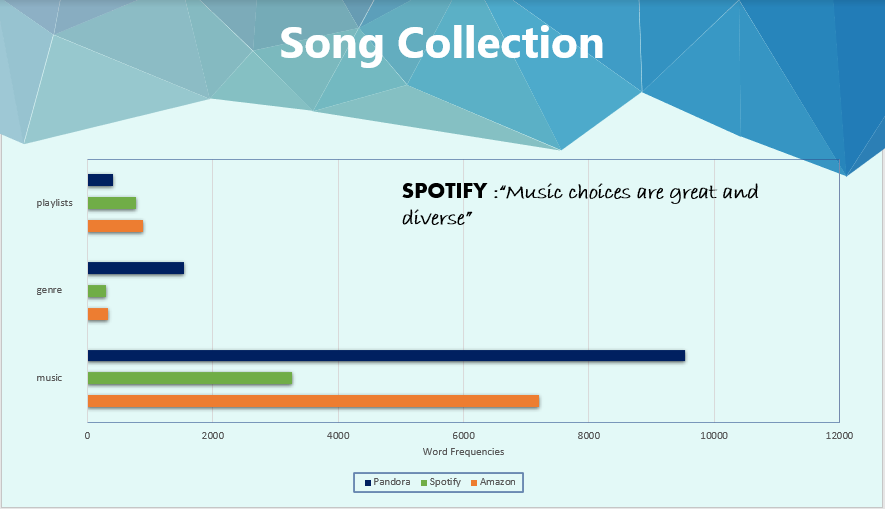 Song Collection
SPOTIFY :“Music choices are great and
diverse”
playlists
genre
music
0 2000 4000 6000 8000 10000 12000
Word Frequencies
Pandora Spotify Amazon